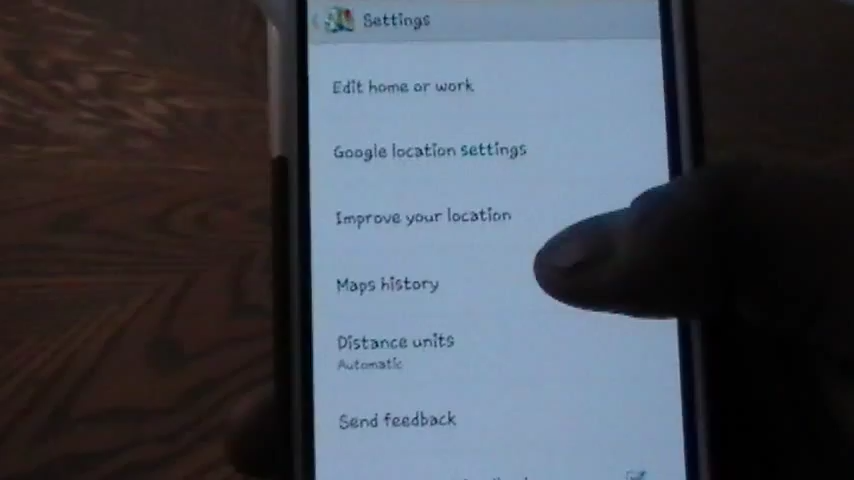 Settings
Edit home or work
Google location settings
Improve your location
Maps history
Distance units
Automatic
Send feedback